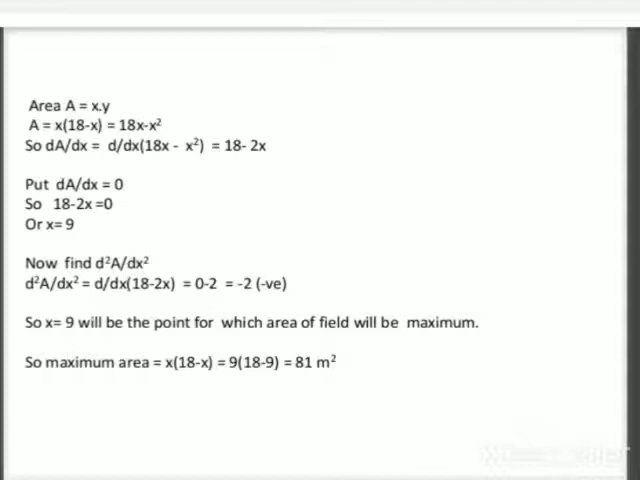 Area A = x.y
A = x(18-x) = 18x-x²
So dA/dx = d/dx(18x - x²) = 18- 2x
Put dA/dx = 0
So 18-2x =0
Or x= 9
Now find d²A/dx²
d²A/dx² = d/dx(18-2x) = 0-2 = -2 (-ve)
So x= 9 will be the point for which area of field will be maximum.
So maximum area = x(18-x) = 9(18-9) = 81 m²